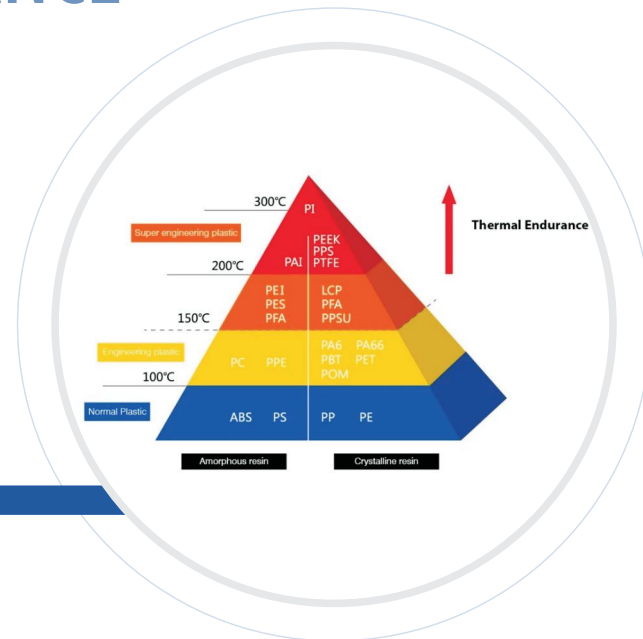 300℃
PI
Super engineering plastic
Thermal Endurance
PEEK
PPS
PAI PTFE
200℃
PEI LCP
PES PFA
PFA PPSU
150℃
Engineering plastic
PA6 PA66
PC PPE PBT PET
POM
100℃
Normal Plastic
ABS PS PP PE
Amorphous resin Crystalline resin